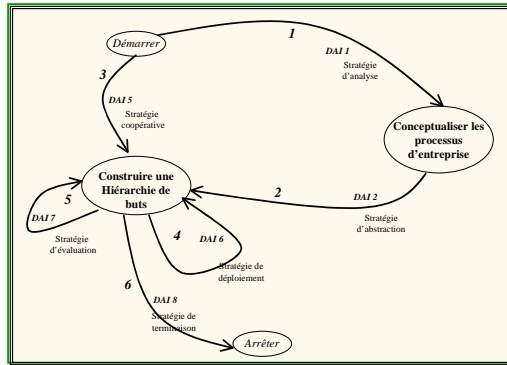 Démarrer
1
DAI 1
Stratégie
d'analyse
3
DAI 5
Stratégie
coopérative
Conceptualiser les
processus
d'entreprise
Construire une
Hiérarchie de
buts
2
DAI 2
Stratégie
d'abstraction
5
DAI 7
Stratégie
d'évaluation
4
DAI 6
Stratégie de
déploiement
6
DAI 8
Stratégie de
terminaison
Arrêter